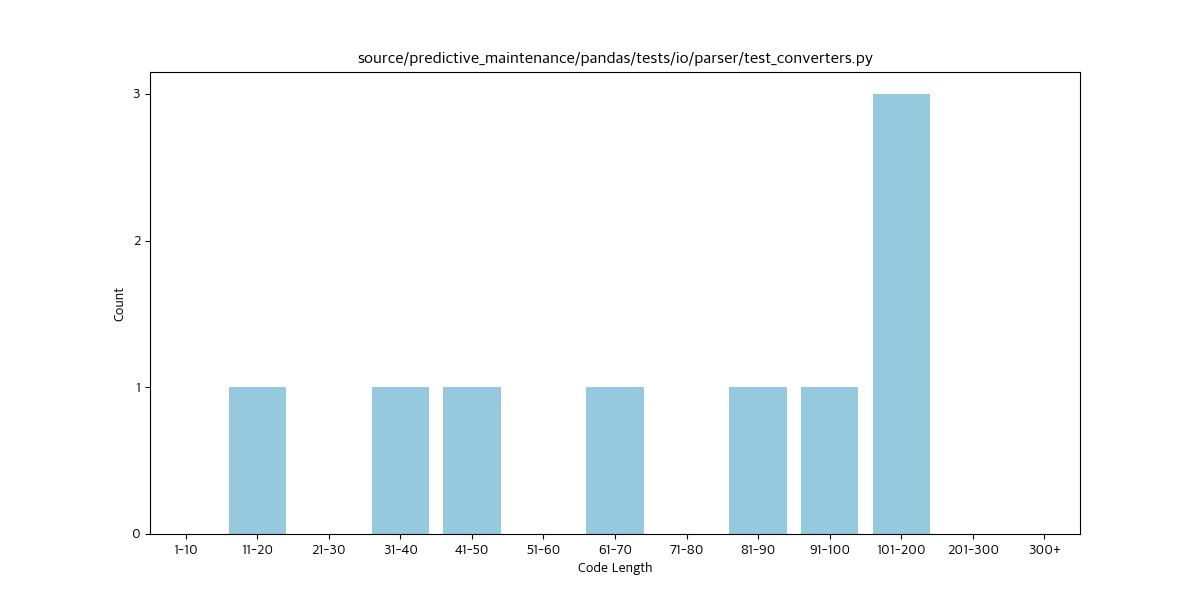 source/predictive_maintenance/pandas/tests/io/parser/test_converters.py
3
2
1
0
Count
1-10 11-20 21-30 31-40 41-50 51-60 61-70 71-80 81-90 91-100 101-200 201-300 300+
Code Length